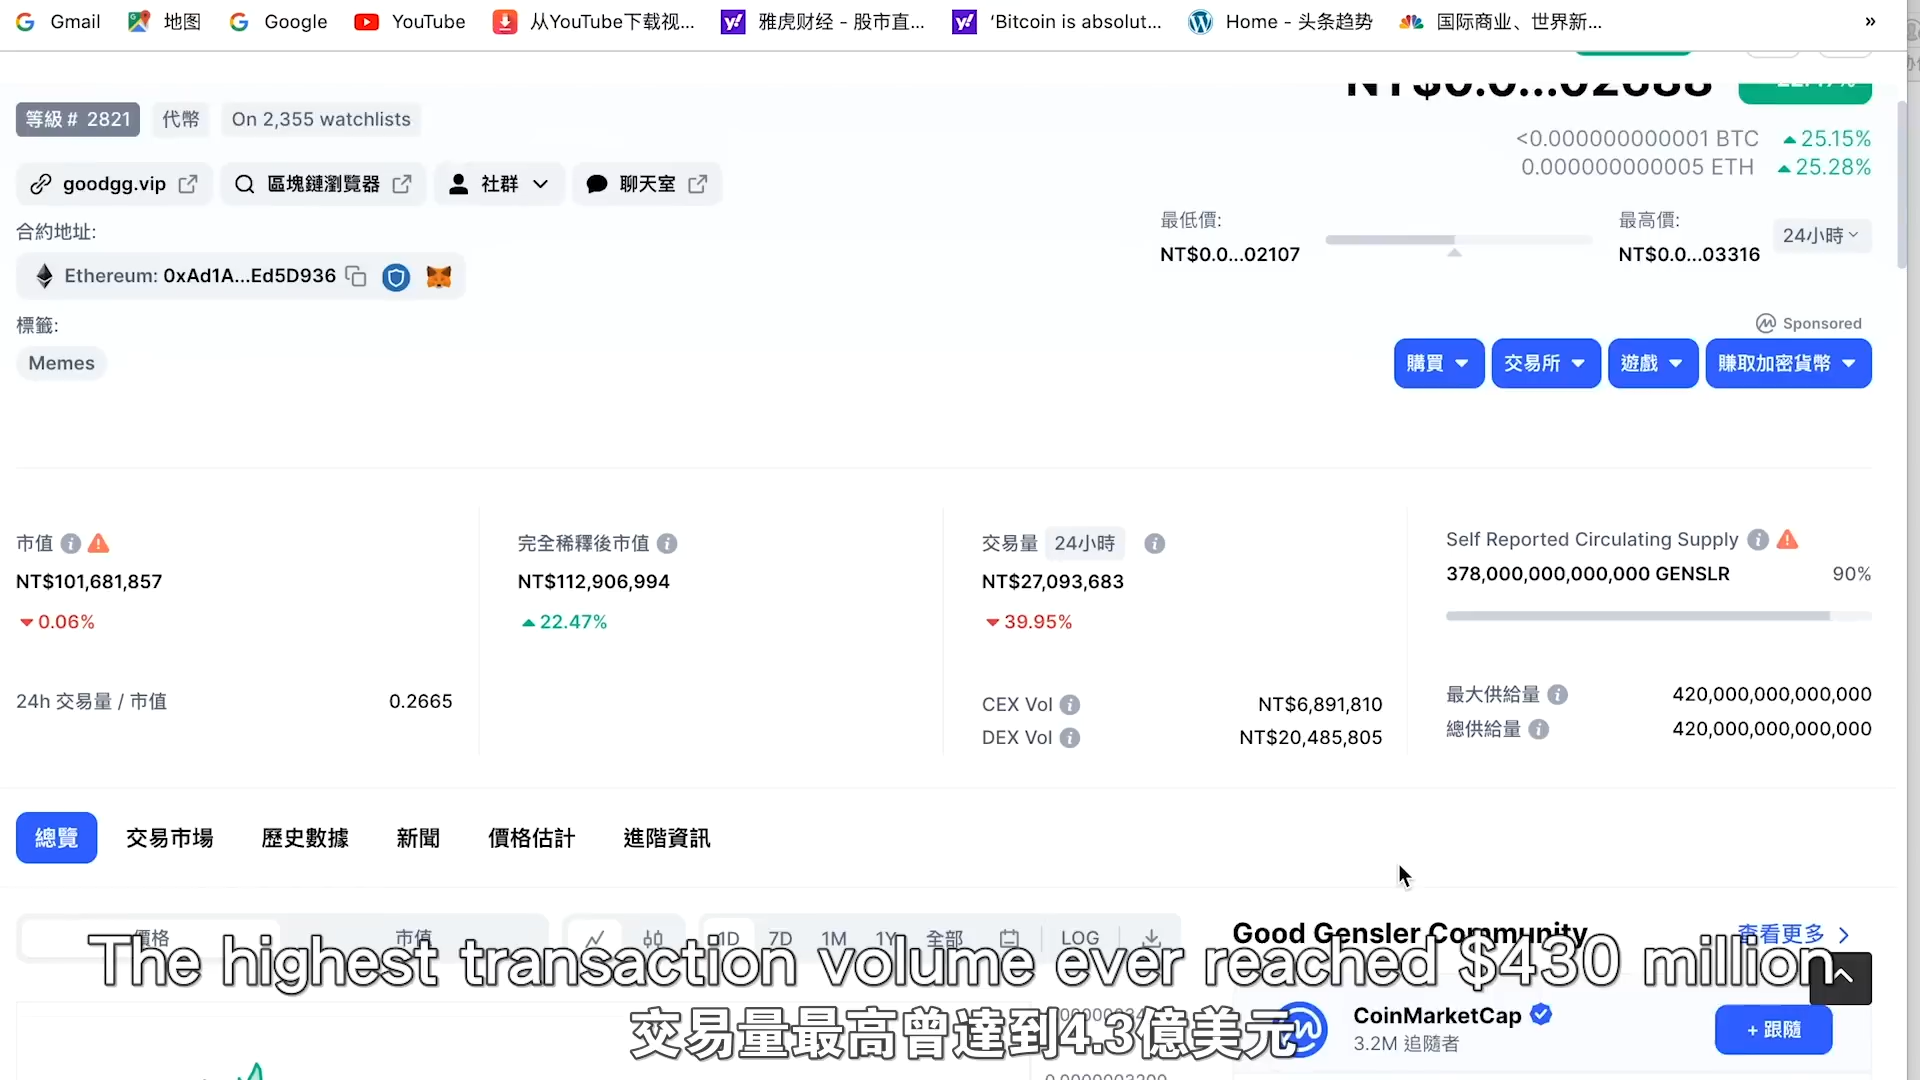 Gmail 地图 Google YouTube 从YouTube下载视... 雅虎财经 - 股市直... 'Bitcoin is absolut... Home - 头条趋势 国际商业、世界新... »
等級 # 2821 代幣 On 2,355 watchlists
<0.000000000001 BTC 25.15%
0.000000000005 ETH 25.28%
goodgg.vip 區塊鏈瀏覽器 社群 聊天室
最低價: 最高價: 24小時
NT$0.0...02107 NT$0.0...03316
合約地址:
Ethereum: 0xAd1A...Ed5D936
標籤:
Memes
Sponsored
購買 交易所 遊戲 賺取加密貨幣
市值
NT$101,681,857
0.06%
24h 交易量 / 市值 0.2665
完全稀釋後市值
NT$112,906,994
22.47%
交易量 24小時
NT$27,093,683
39.95%
CEX Vol NT$6,891,810
DEX Vol NT$20,485,805
Self Reported Circulating Supply
378,000,000,000,000 GENSLR 90%
最大供給量 420,000,000,000,000
總供給量 420,000,000,000,000
總覽 交易市場 歷史數據 新聞 價格估計 進階資訊
價格 市值 1D 7D 1M 1Y 全部 LOG
Good Gensler Community 查看更多
The highest transaction volume ever reached $430 million
交易量最高曾達到4.3億美元
CoinMarketCap
3.2M 追隨者
+ 跟隨